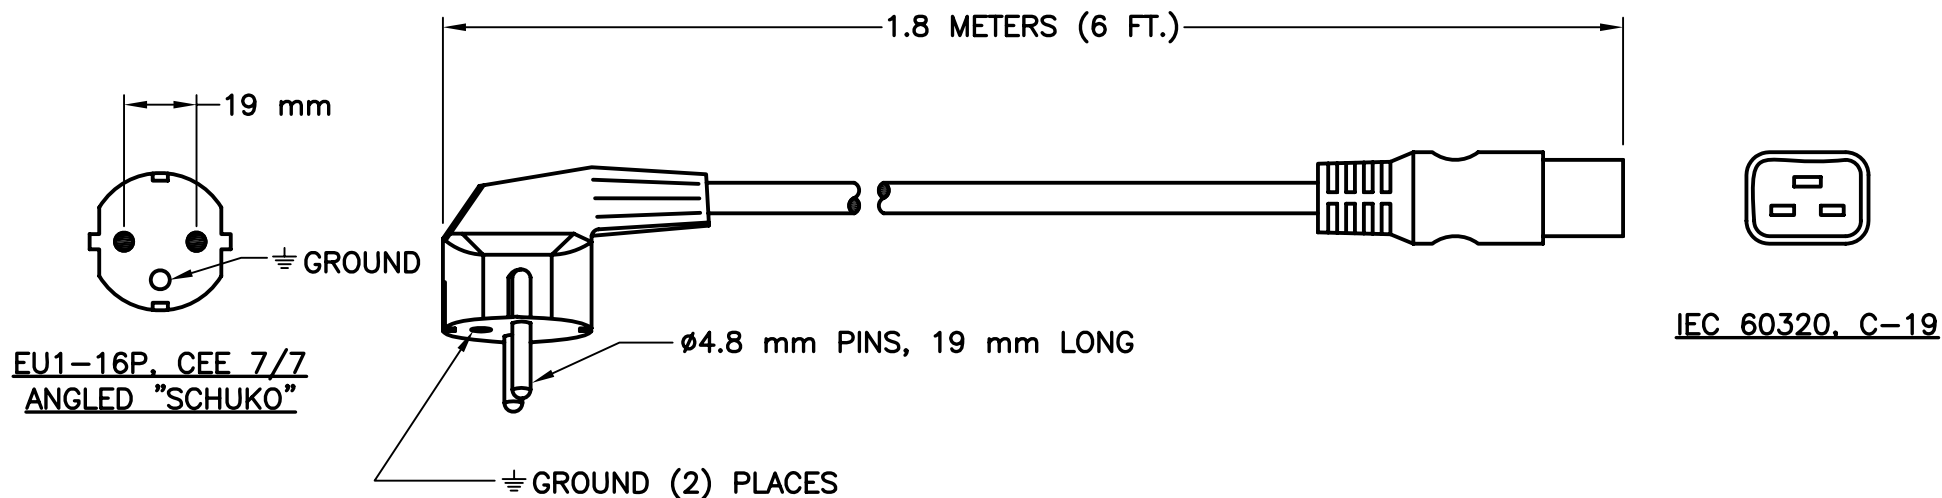 1.8 METERS (6 FT.)
19 mm
⏚ GROUND
ø4.8 mm PINS, 19 mm LONG
IEC 60320, C-19
EU1-16P, CEE 7/7
ANGLED "SCHUKO"
⏚ GROUND (2) PLACES